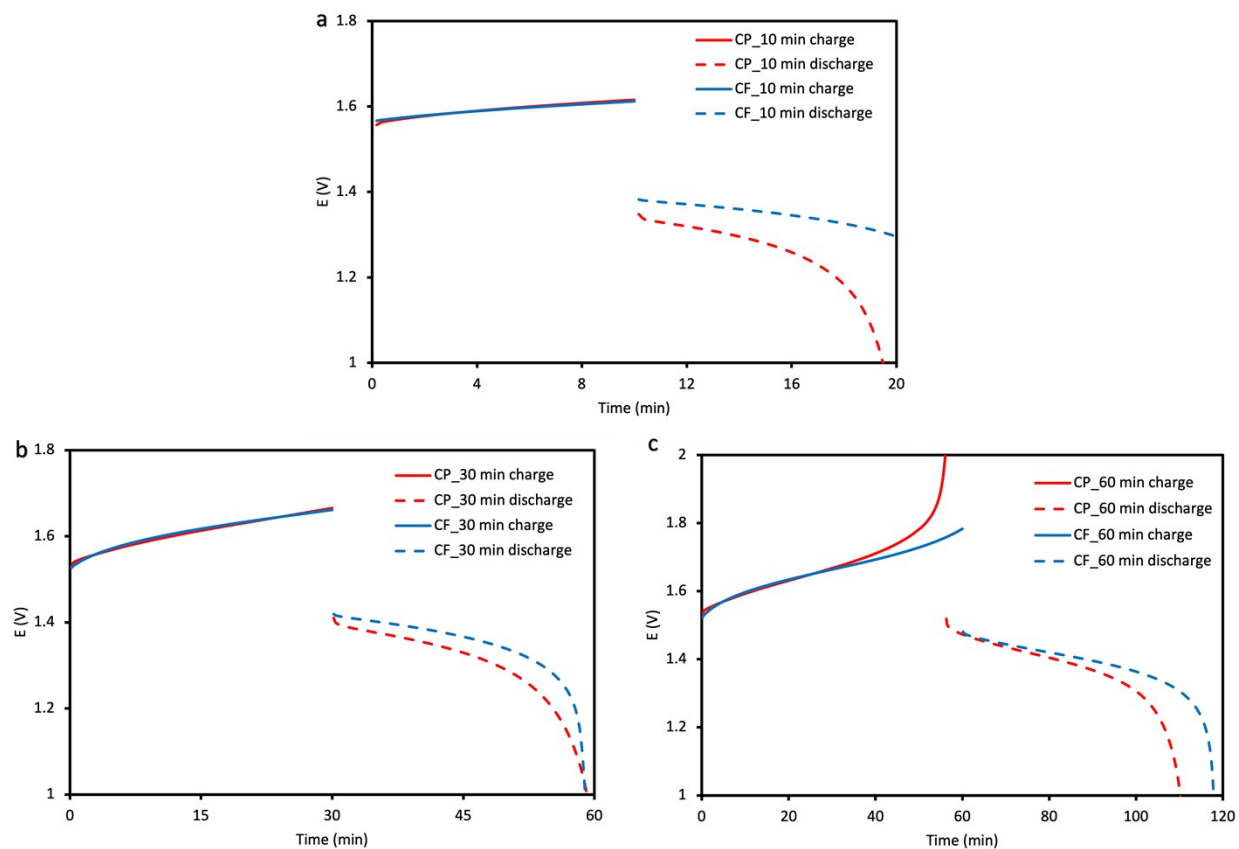 a
1.8
1.6
1.4
1.2
1
E (V)
0
4
8
12
16
20
Time (min)
CP_10 min charge
CP_10 min discharge
CF_10 min charge
CF_10 min discharge
b
1.8
1.6
1.4
1.2
1
E (V)
0
15
30
45
60
Time (min)
CP_30 min charge
CP_30 min discharge
CF_30 min charge
CF_30 min discharge
c
2
1.8
1.6
1.4
1.2
1
E (V)
0
20
40
60
80
100
120
Time (min)
CP_60 min charge
CP_60 min discharge
CF_60 min charge
CF_60 min discharge